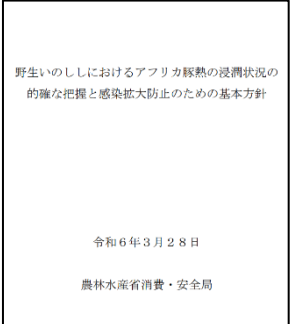 野生いのししにおけるアフリカ豚熱の浸潤状況の
的確な把握と感染拡大防止のための基本方針
令和６年３月２８日
農林水産省消費・安全局